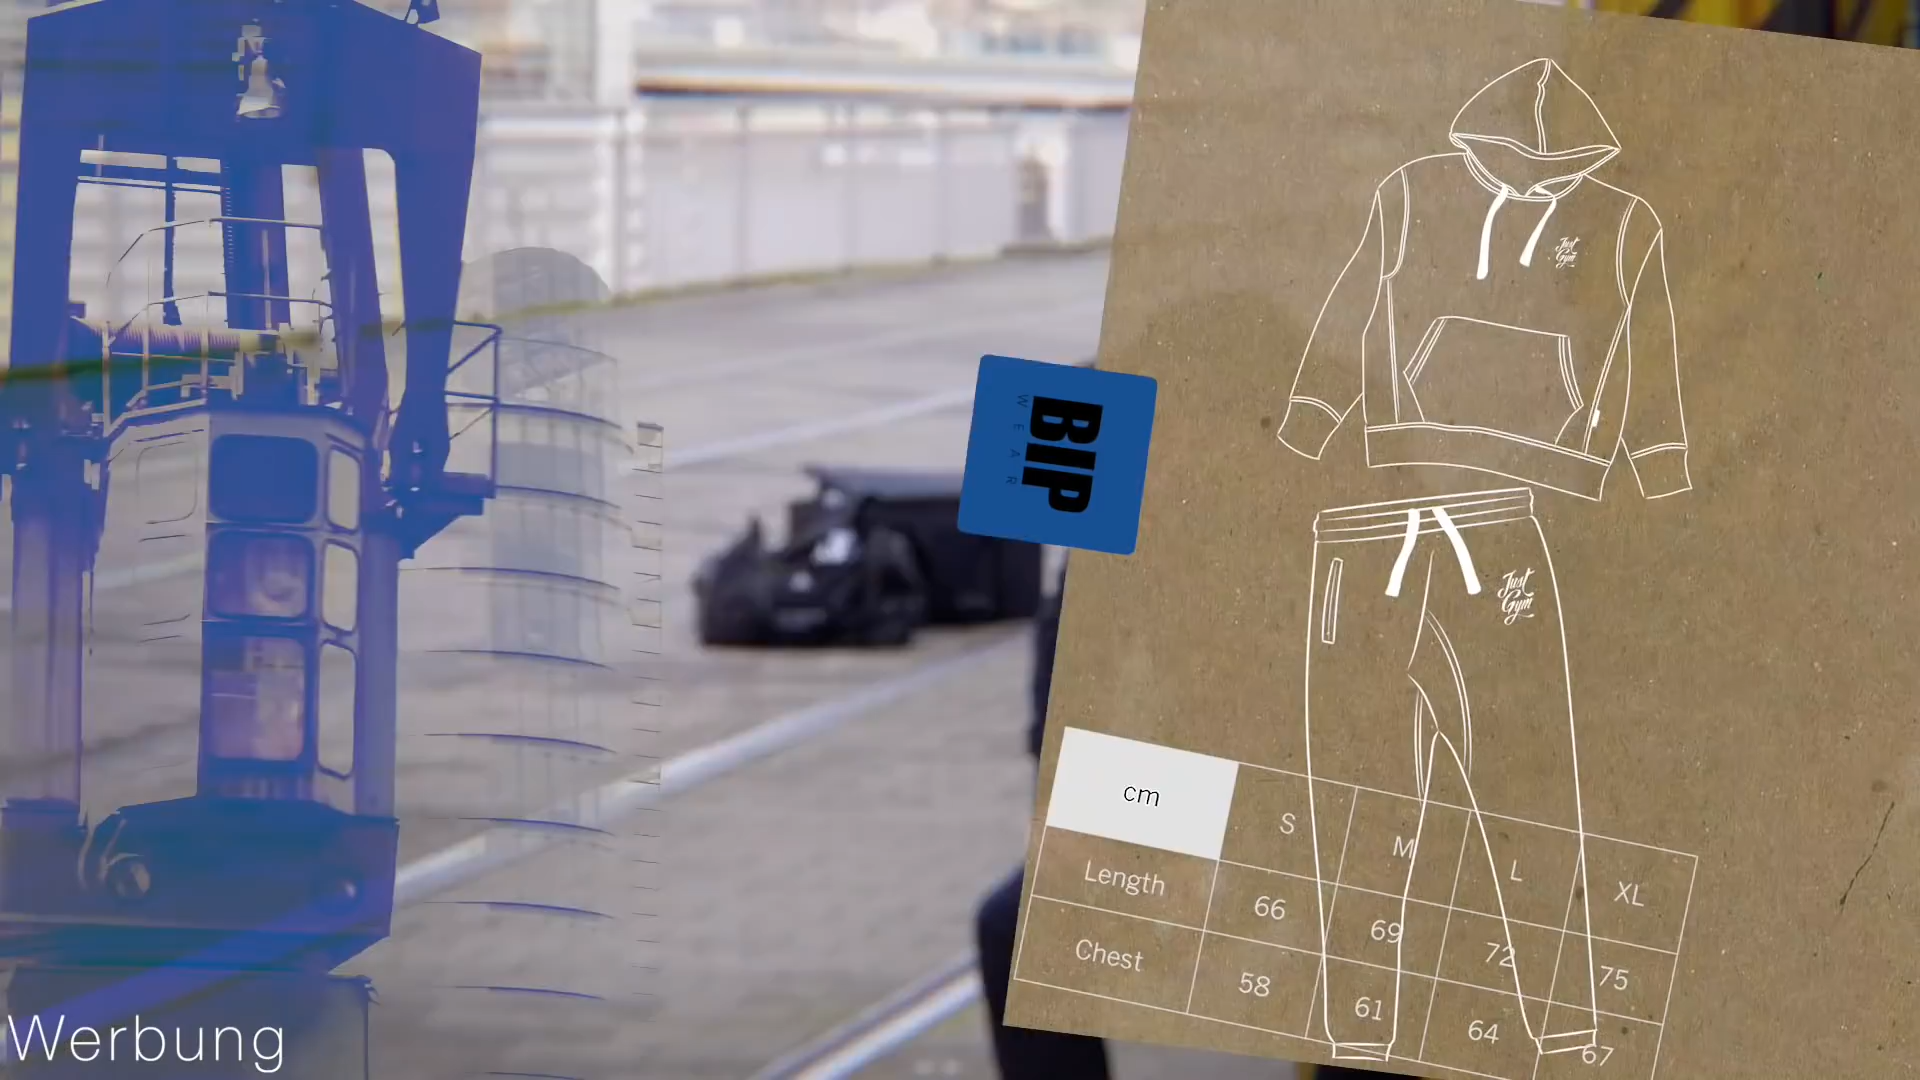 Just
Gym
BIP
WEAR
Just
Gym
cm S M L XL
Length 66 69 72 75
Chest 58 61 64 67
Werbung